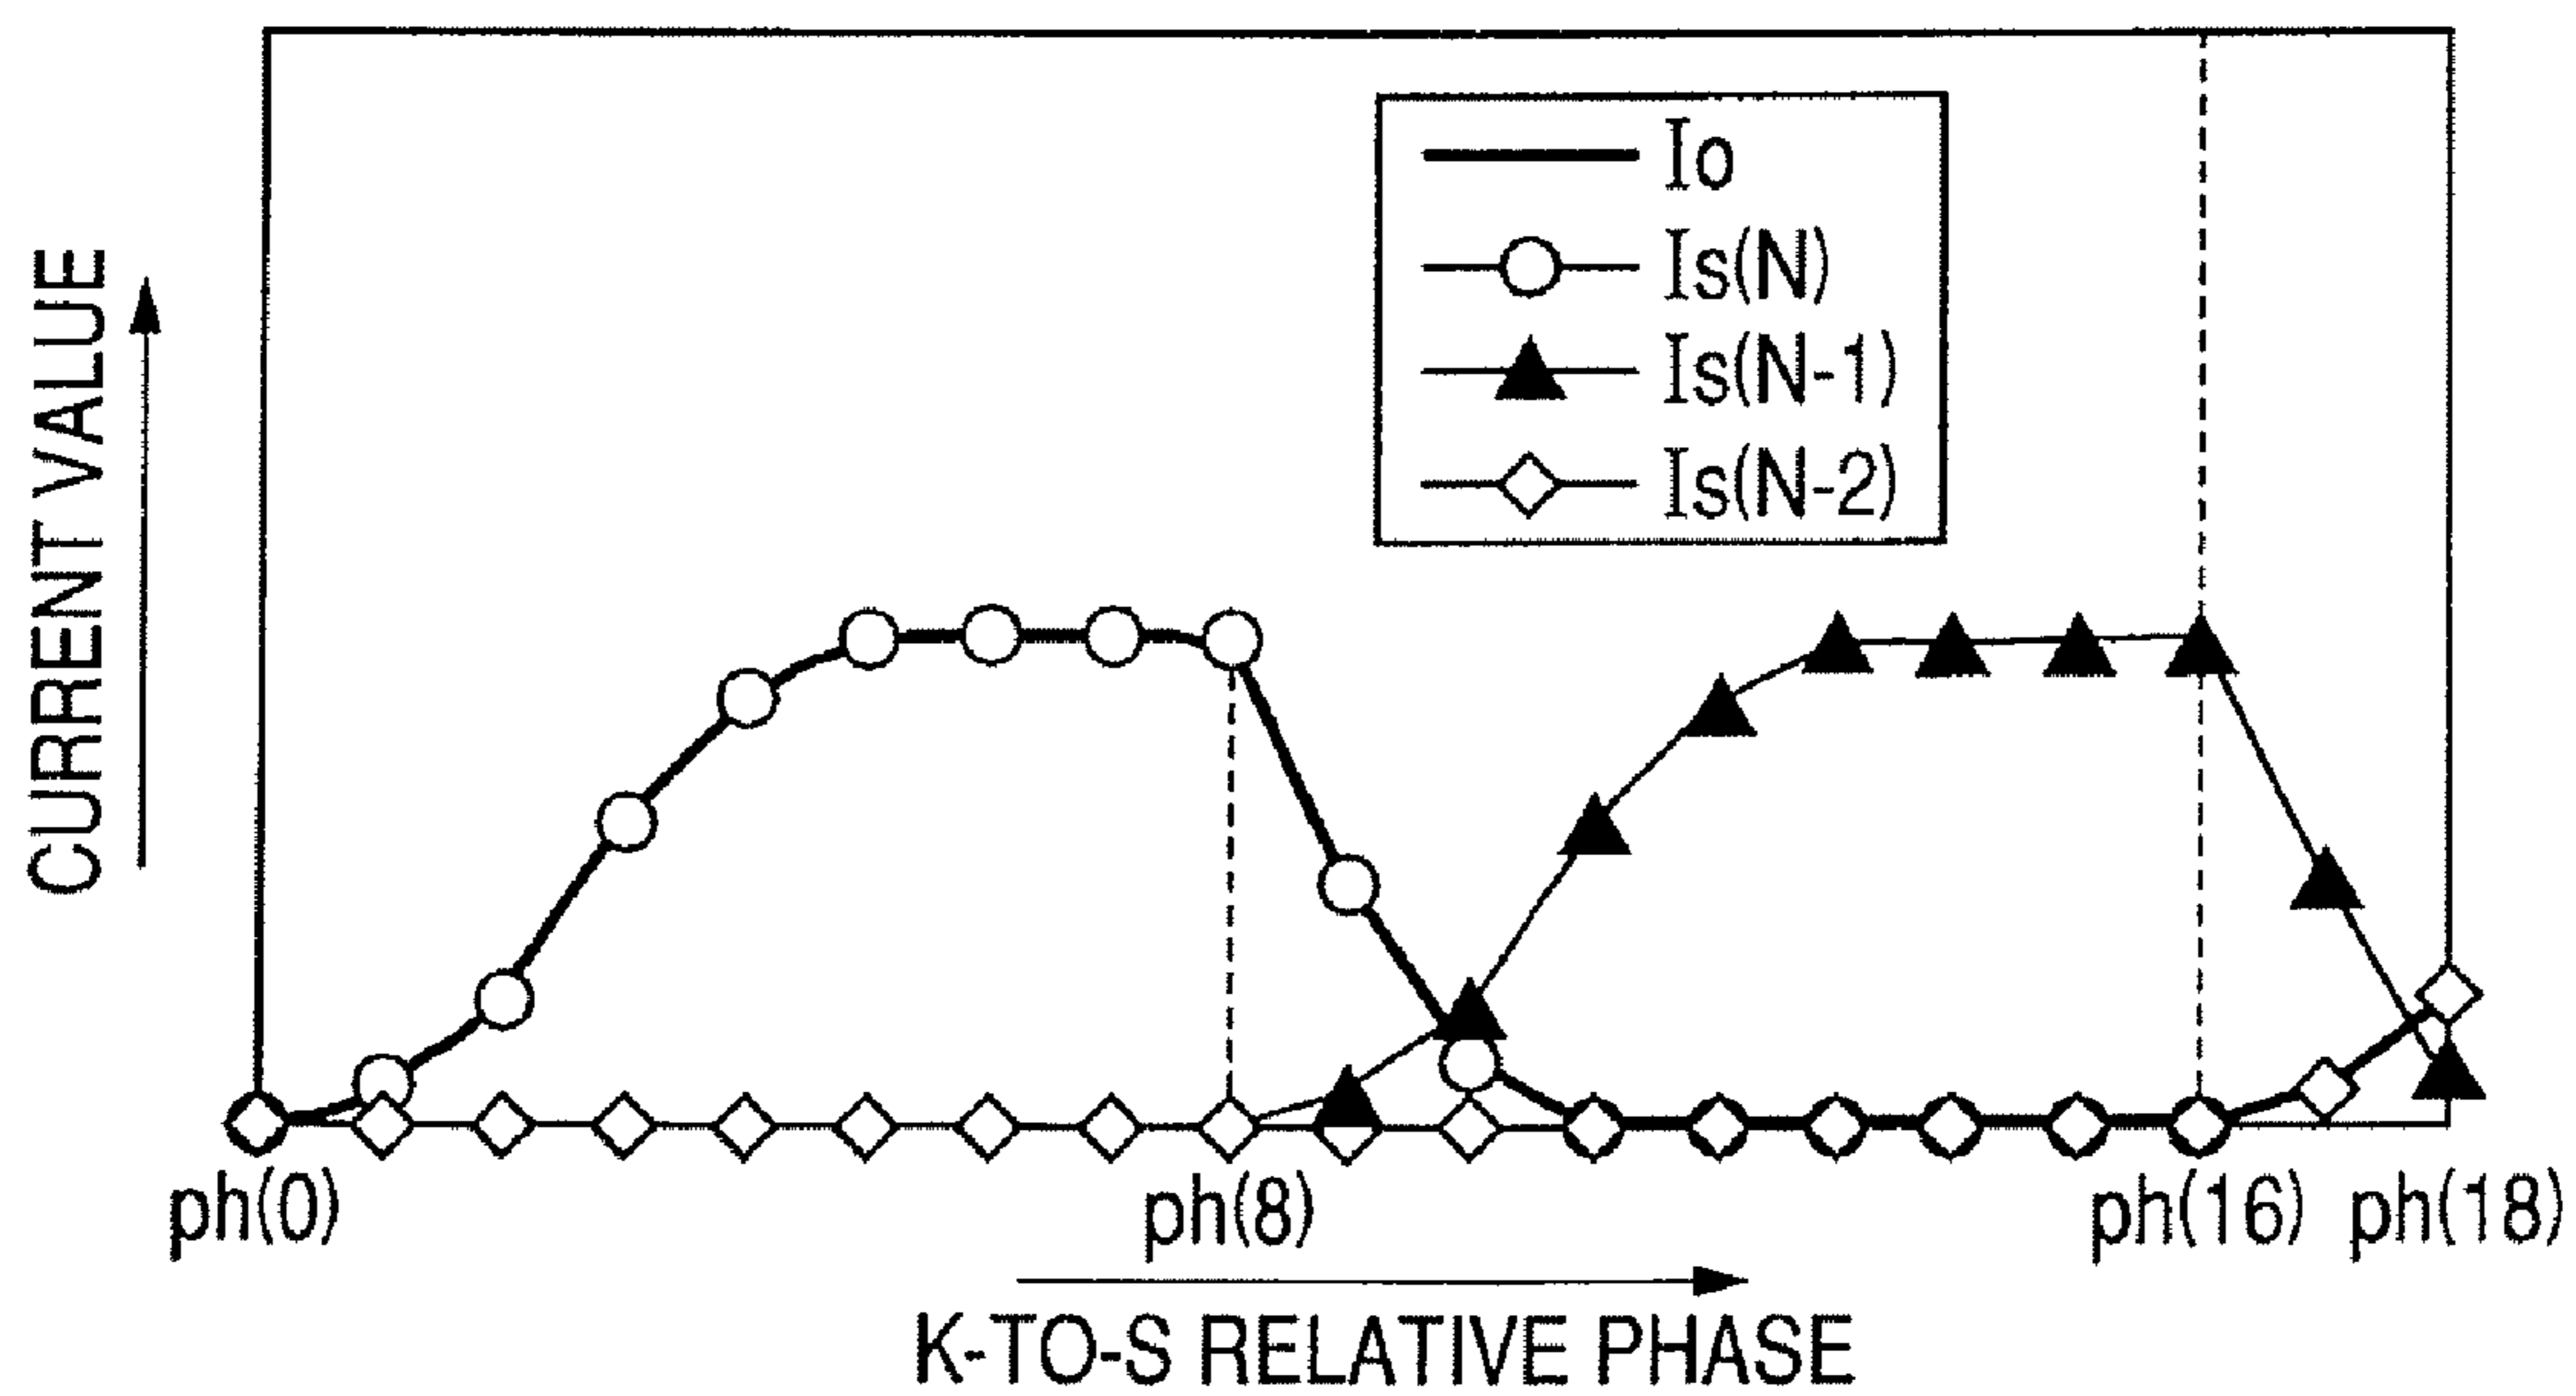 CURRENT VALUE
Io
Is(N)
Is(N-1)
Is(N-2)
ph(0)
ph(8)
ph(16)
ph(18)
K-TO-S RELATIVE PHASE